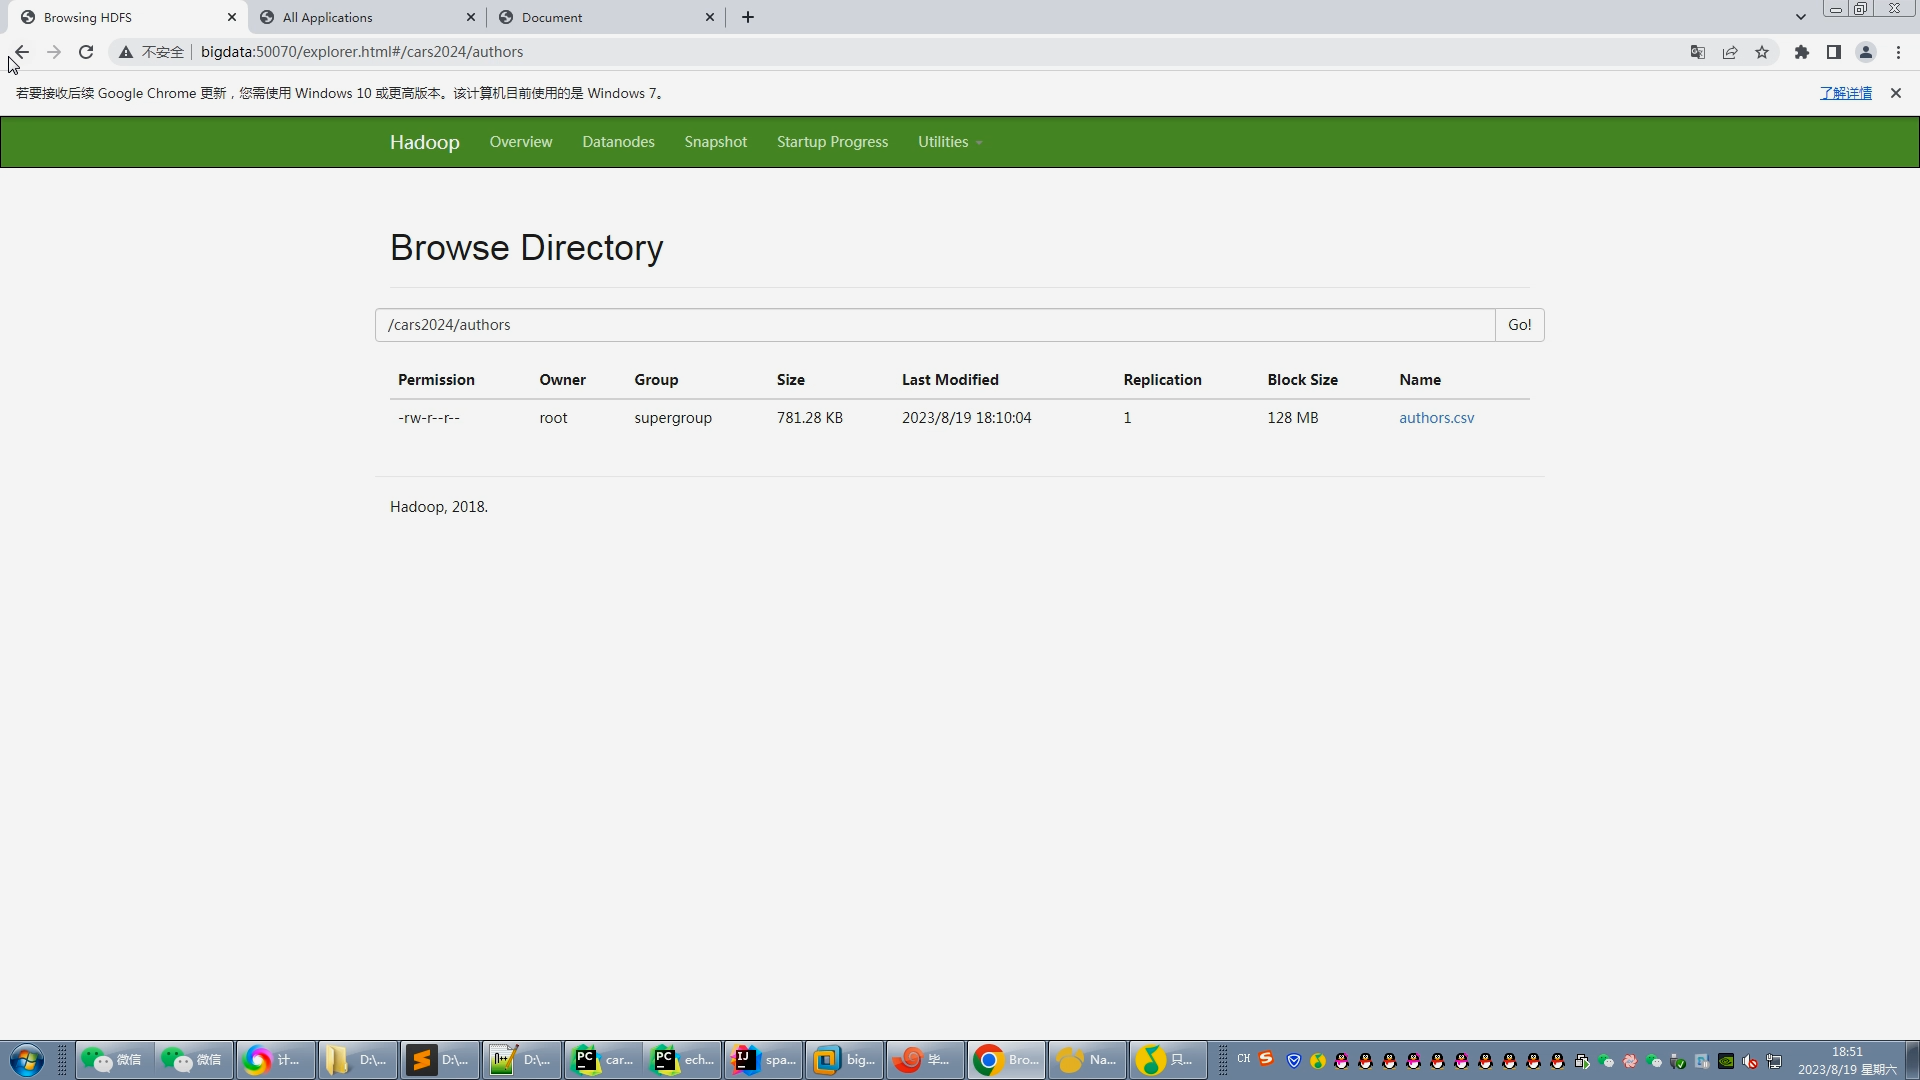 Browsing HDFS
All Applications
Document
不安全
bigdata:50070/explorer.html#/cars2024/authors
若要接收后续 Google Chrome 更新，您需使用 Windows 10 或更高版本。该计算机目前使用的是 Windows 7。
了解详情
Hadoop Overview Datanodes Snapshot Startup Progress Utilities
Browse Directory
/cars2024/authors
Go!
Permission Owner Group Size Last Modified Replication Block Size Name
-rw-r--r-- root supergroup 781.28 KB 2023/8/19 18:10:04 1 128 MB authors.csv
Hadoop, 2018.
微信 微信 计... D:\... D:\... D:\... car... ech... spa... big... 毕... Bro... Na... 只...
CH
18:51
2023/8/19 星期六